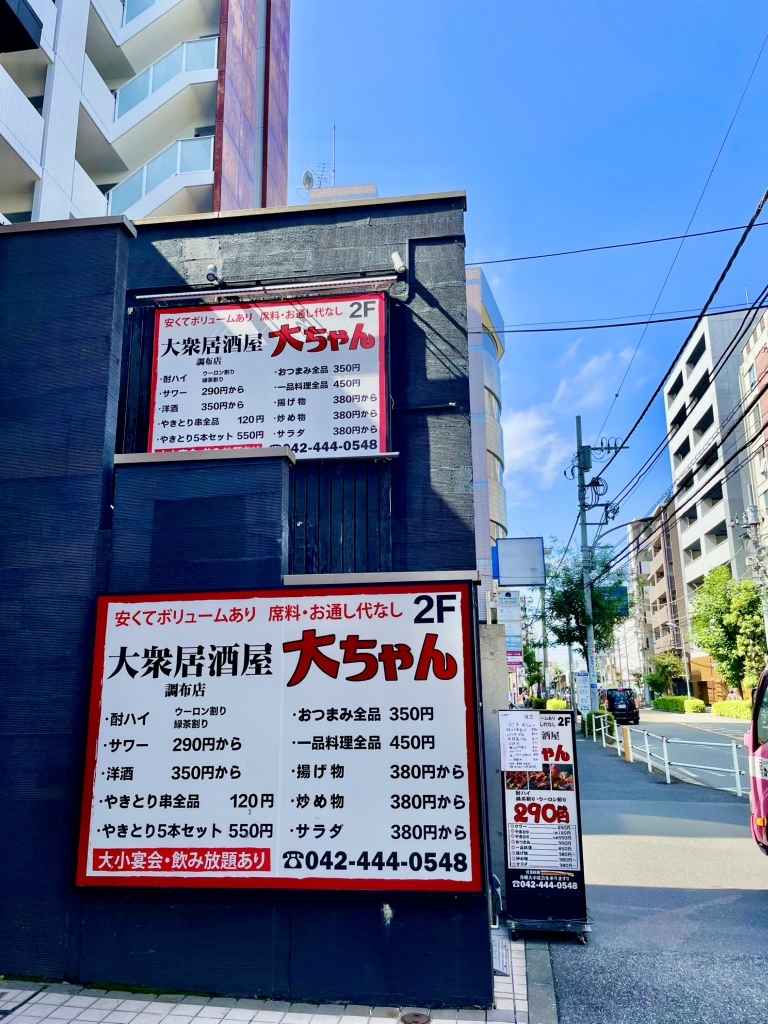 安くてボリュームあり 席料・お通し代なし 2F
大衆居酒屋 大ちゃん
調布店
・酎ハイ ウーロン割り 緑茶割り
・サワー 290円から
・洋酒 350円から
・やきとり串全品 120円
・やきとり5本セット 550円
・おつまみ全品 350円
・一品料理全品 450円
・揚げ物 380円から
・炒め物 380円から
・サラダ 380円から
☎042-444-0548
安くてボリュームあり 席料・お通し代なし 2F
大衆居酒屋 大ちゃん
調布店
・酎ハイ ウーロン割り 緑茶割り
・サワー 290円から
・洋酒 350円から
・やきとり串全品 120円
・やきとり5本セット 550円
大小宴会・飲み放題あり
・おつまみ全品 350円
・一品料理全品 450円
・揚げ物 380円から
・炒め物 380円から
・サラダ 380円から
☎042-444-0548
2F
酎ハイ
緑茶割り・ウーロン割り
290円
☎042-444-0548